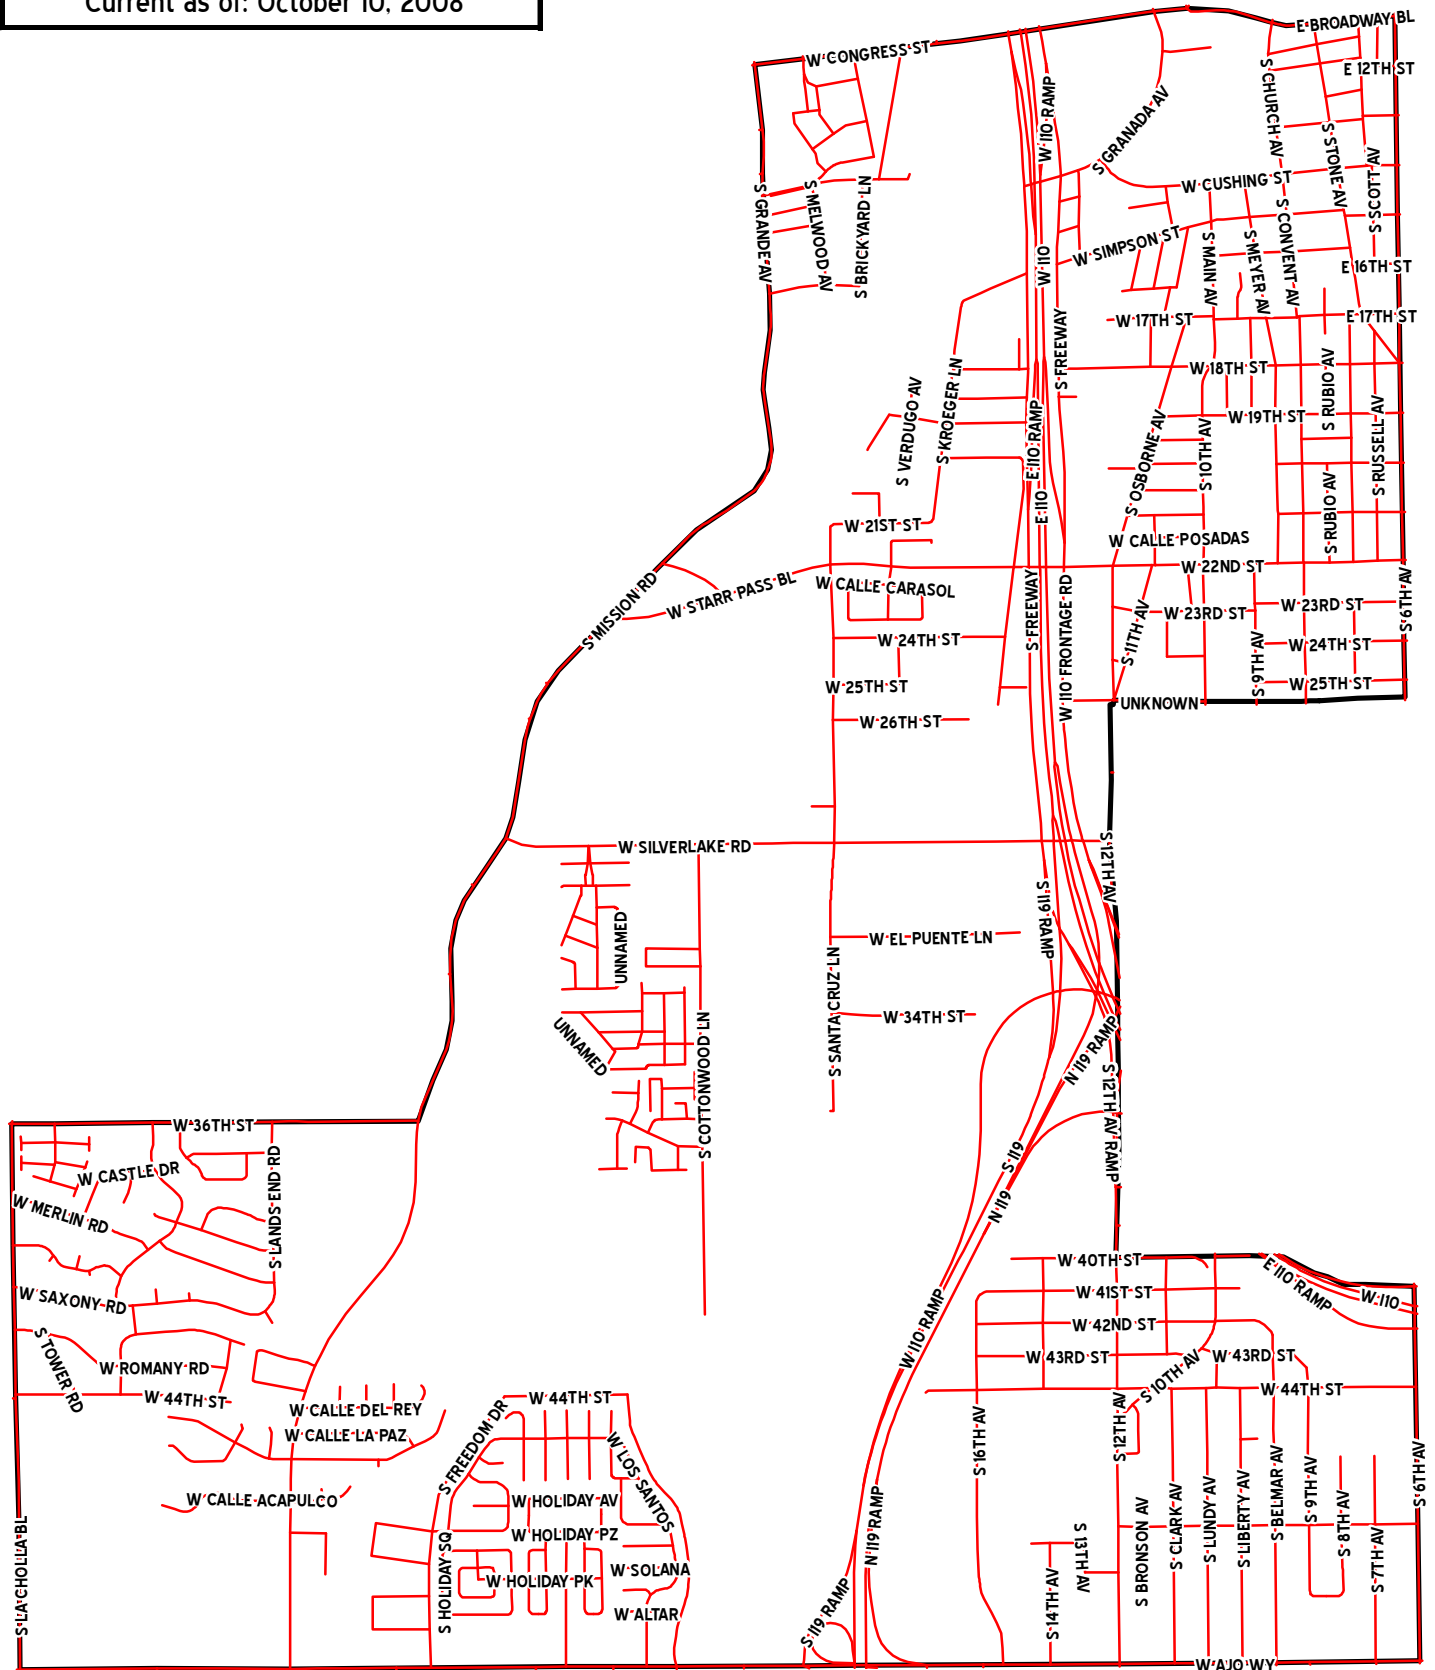 Current as of: October 10, 2008
E BROADWAY BL
W CONGRESS ST
E 12TH ST
S CHURCH AV
W I10 RAMP
S GRANADA AV
S STONE AV
S SCOTT AV
W CUSHING ST
S GRANDE AV
S MELWOOD AV
S BRICKYARD LN
S CONVENT AV
W SIMPSON ST
S MAIN AV
S MEYER AV
W I10
E 16TH ST
W 17TH ST
E 17TH ST
S FREEWAY
W 18TH ST
S RUBIO AV
S VERDUGO AV
S KROEGER LN
E I10 RAMP
W 19TH ST
S OSBORNE AV
S 10TH AV
S RUSSELL AV
S RUBIO AV
E I10
W 21ST ST
W CALLE POSADAS
W 22ND ST
S MISSION RD
W STARR PASS BL
W CALLE CARASOL
S FREEWAY
W I10 FRONTAGE RD
S 11TH AV
W 23RD ST
W 23RD ST
S 6TH AV
W 24TH ST
W 24TH ST
S 9TH AV
W 25TH ST
W 25TH ST
UNKNOWN
W 26TH ST
W SILVERLAKE RD
S 12TH AV
S I19 RAMP
UNNAMED
W EL PUENTE LN
S SANTA CRUZ LN
W 34TH ST
UNNAMED
S COTTONWOOD LN
N I19 RAMP
S 12TH AV RAMP
W 36TH ST
S I19
N I19
W CASTLE DR
S LANDS END RD
W MERLIN RD
W 40TH ST
E I10 RAMP
W I10
W SAXONY RD
W 41ST ST
W 42ND ST
W I10 RAMP
S TOWER RD
W ROMANY RD
W 43RD ST
S 10TH AV
W 43RD ST
W 44TH ST
W 44TH ST
W 44TH ST
W CALLE DEL REY
W CALLE LA PAZ
S FREEDOM DR
W LOS SANTOS
S 16TH AV
S 12TH AV
W CALLE ACAPULCO
W HOLIDAY AV
W HOLIDAY PZ
S HOLIDAY SQ
W HOLIDAY PK
W SOLANA
W ALTAR
N I19 RAMP
S I19 RAMP
S 14TH AV
S 13TH AV
S BRONSON AV
S CLARK AV
S LUNDY AV
S LIBERTY AV
S BELMAR AV
S 9TH AV
S 8TH AV
S 7TH AV
S 6TH AV
S LA CHOLLA BL
W AJO WY